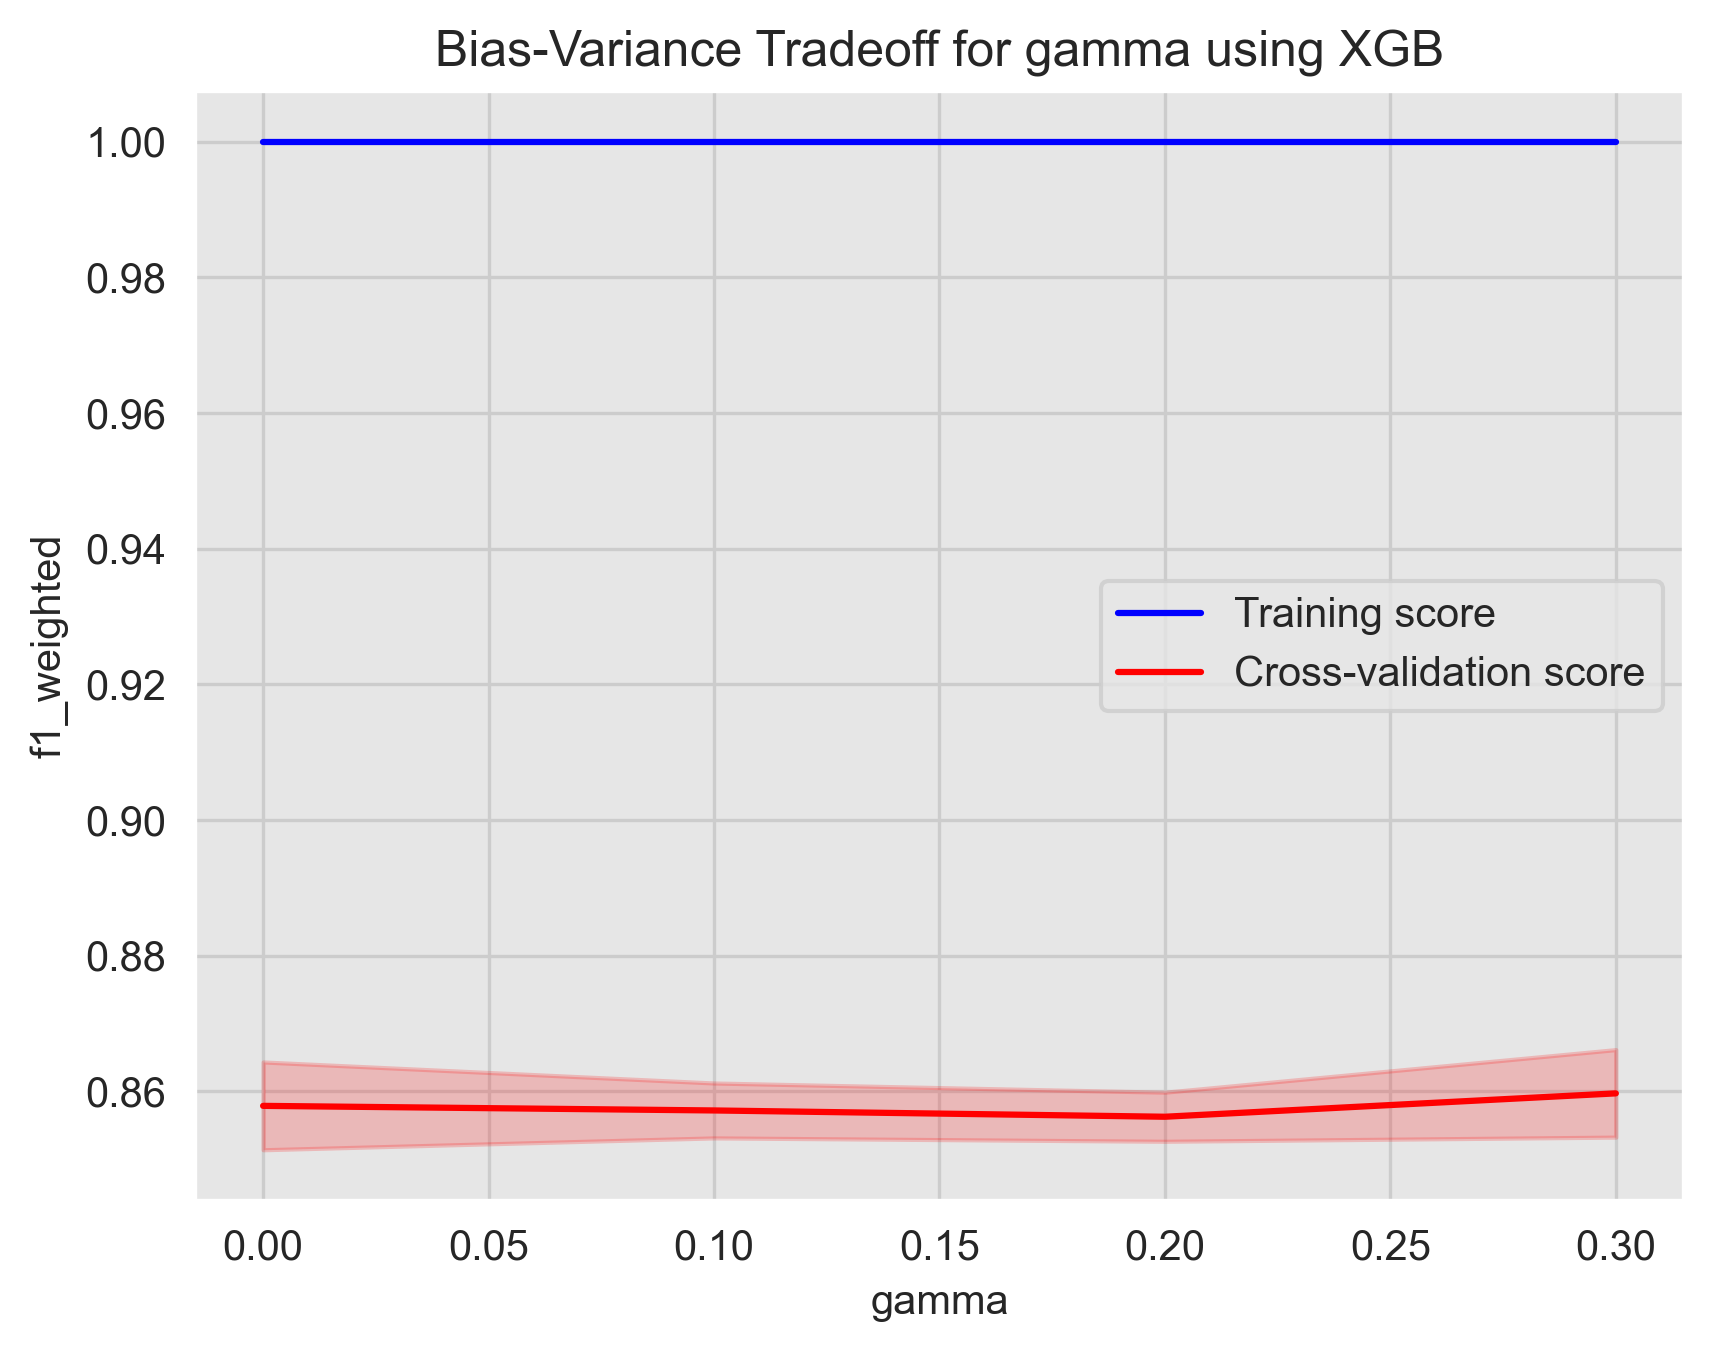 Bias-Variance Tradeoff for gamma using XGB
1.00
0.98
0.96
0.94
0.92
0.90
0.88
0.86
f1_weighted
Training score
Cross-validation score
0.00 0.05 0.10 0.15 0.20 0.25 0.30
gamma